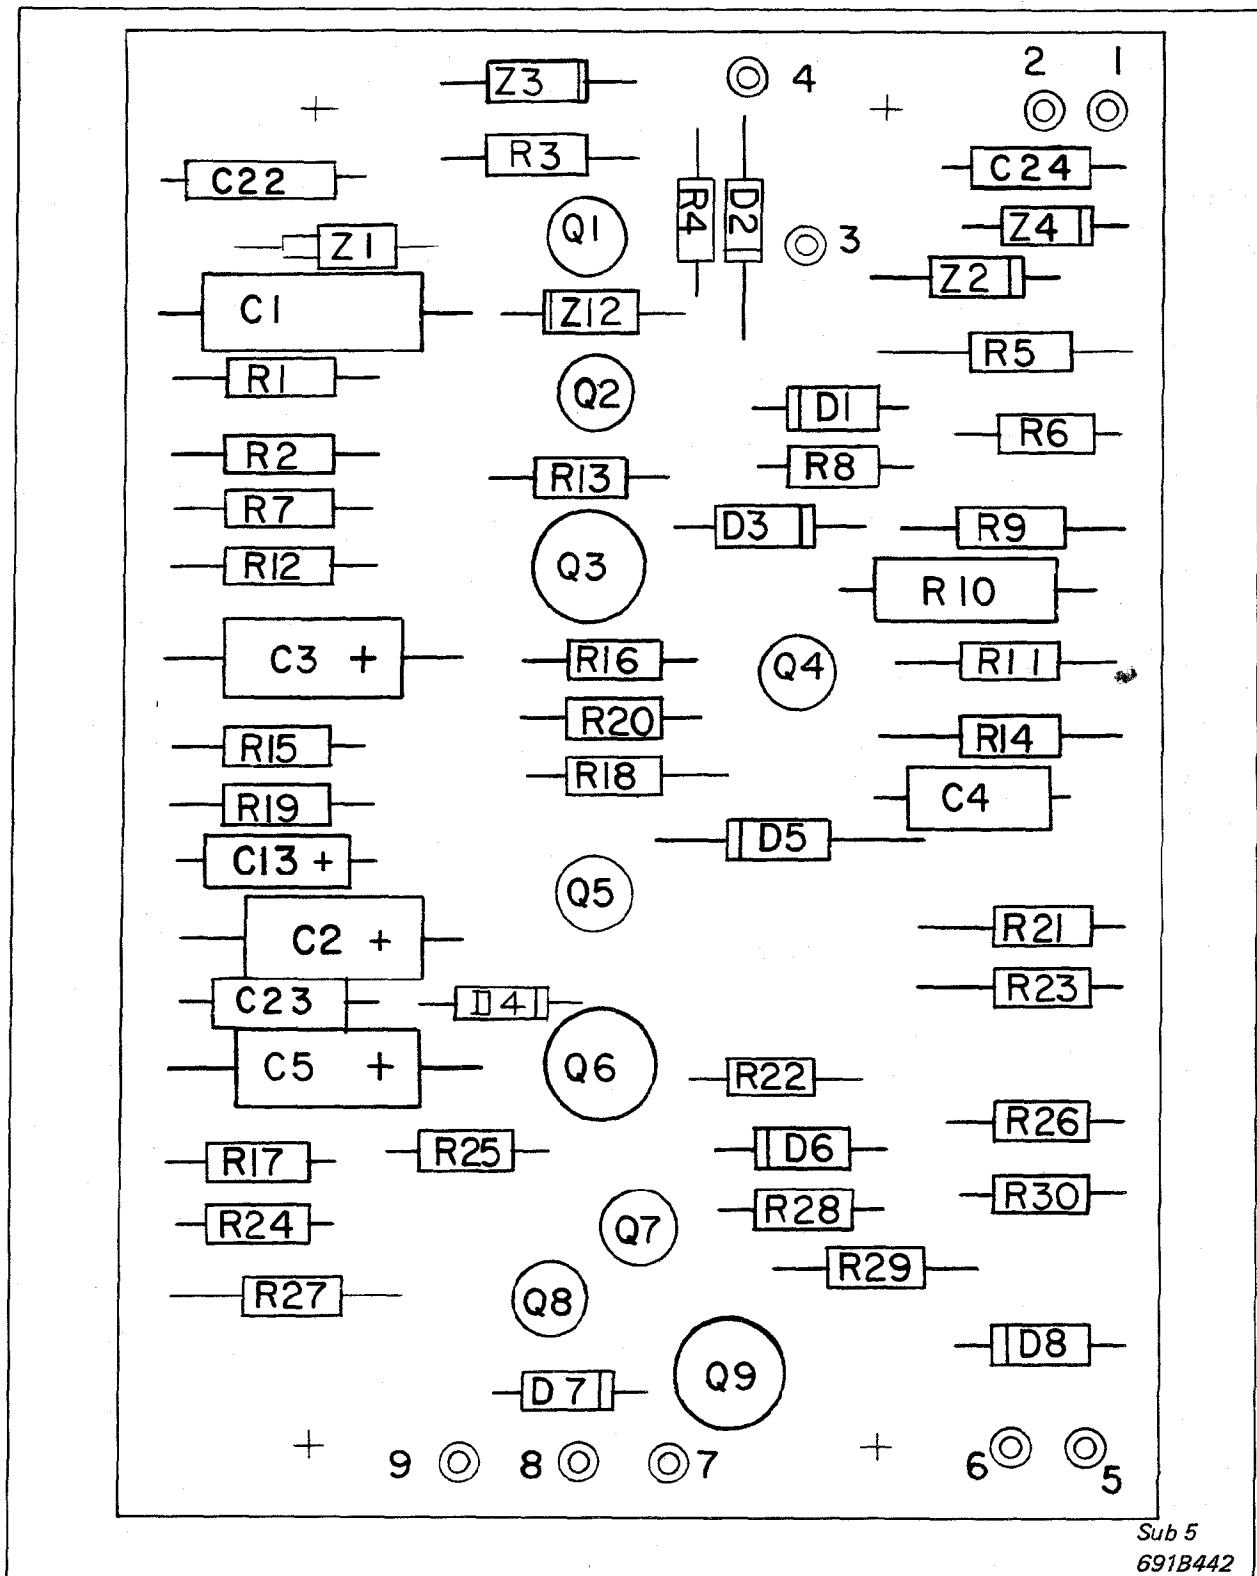 2 1
Z3 4
R3
C22 C24
R4 D2
Q1 Z4
Z1 3
Z2
C1 Z12
R5
R1
Q2 D1
R6
R2 R8
R13
R7 D3 R9
R12 Q3
R10
C3 + R16 Q4 R11
R20
R15 R14
R18
R19 C4
D5
C13 +
Q5
C2 + R21
R23
C23 D4
C5 + Q6 R22
R26
R17 R25 D6
R30
R24 Q7 R28
R29
R27 Q8
D8
Q9
D7
9 8 7 6 5
Sub 5
691B442